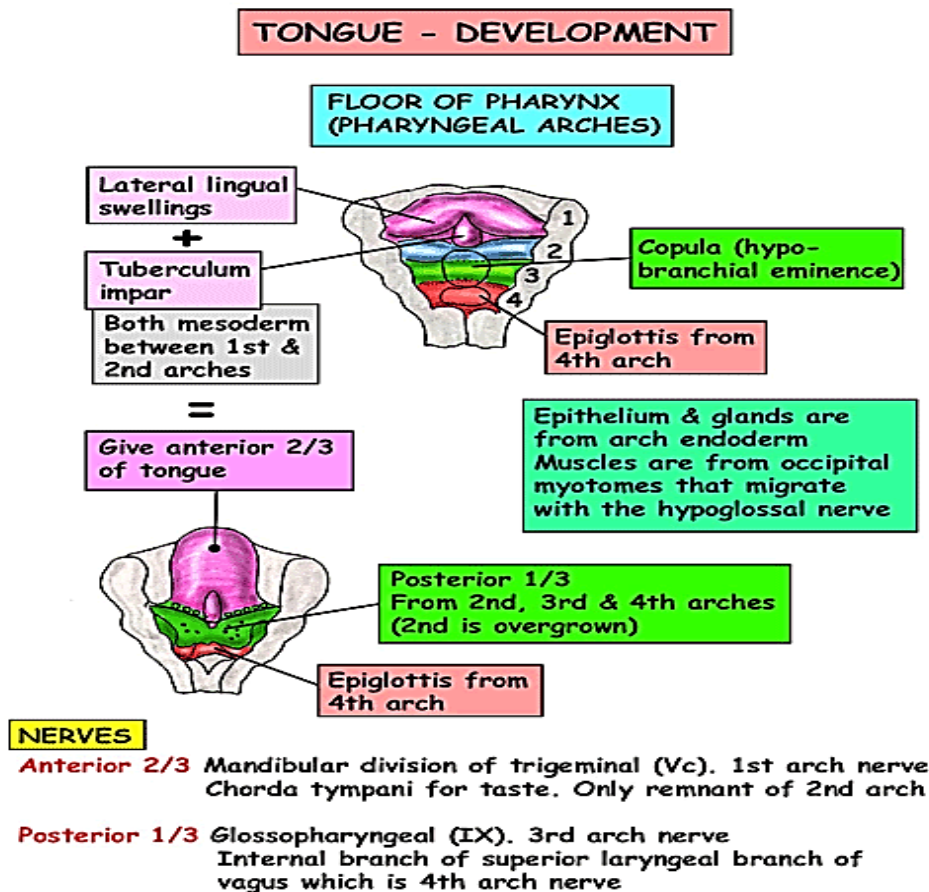 TONGUE - DEVELOPMENT
FLOOR OF PHARYNX
(PHARYNGEAL ARCHES)
Lateral lingual
swellings
+
Tuberculum
impar
Both mesoderm
between 1st &
2nd arches
=
Give anterior 2/3
of tongue
1
2
3
4
Copula (hypo-
branchial eminence)
Epiglottis from
4th arch
Epithelium & glands are
from arch endoderm
Muscles are from occipital
myotomes that migrate
with the hypoglossal nerve
Posterior 1/3
From 2nd, 3rd & 4th arches
(2nd is overgrown)
Epiglottis from
4th arch
NERVES
Anterior 2/3 Mandibular division of trigeminal (Vc). 1st arch nerve
Chorda tympani for taste. Only remnant of 2nd arch
Posterior 1/3 Glossopharyngeal (IX). 3rd arch nerve
Internal branch of superior laryngeal branch of
vagus which is 4th arch nerve